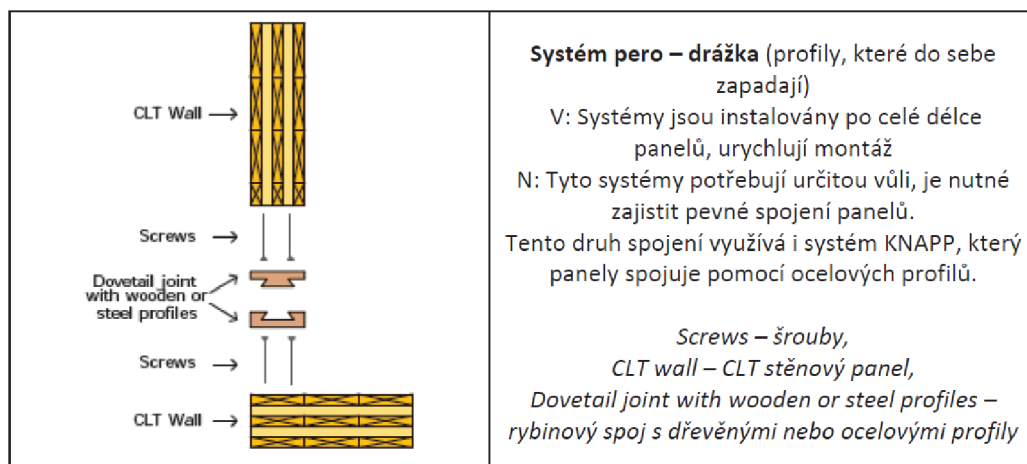 CLT Wall
Screws
Dovetail joint
with wooden or
steel profiles
Screws
CLT Wall
Systém pero – drážka (profily, které do sebe
zapadají)
V: Systémy jsou instalovány po celé délce
panelů, urychlují montáž
N: Tyto systémy potřebují určitou vůli, je nutné
zajistit pevné spojení panelů.
Tento druh spojení využívá i systém KNAPP, který
panely spojuje pomocí ocelových profilů.
Screws – šrouby,
CLT wall – CLT stěnový panel,
Dovetail joint with wooden or steel profiles –
rybinový spoj s dřevěnými nebo ocelovými profily